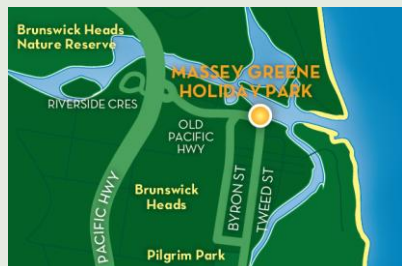 Brunswick Heads
Nature Reserve
MASSEY GREENE
HOLIDAY PARK
RIVERSIDE CRES
OLD
PACIFIC
HWY
PACIFIC HWY
BYRON ST
TWEED ST
Brunswick
Heads
Pilgrim Park